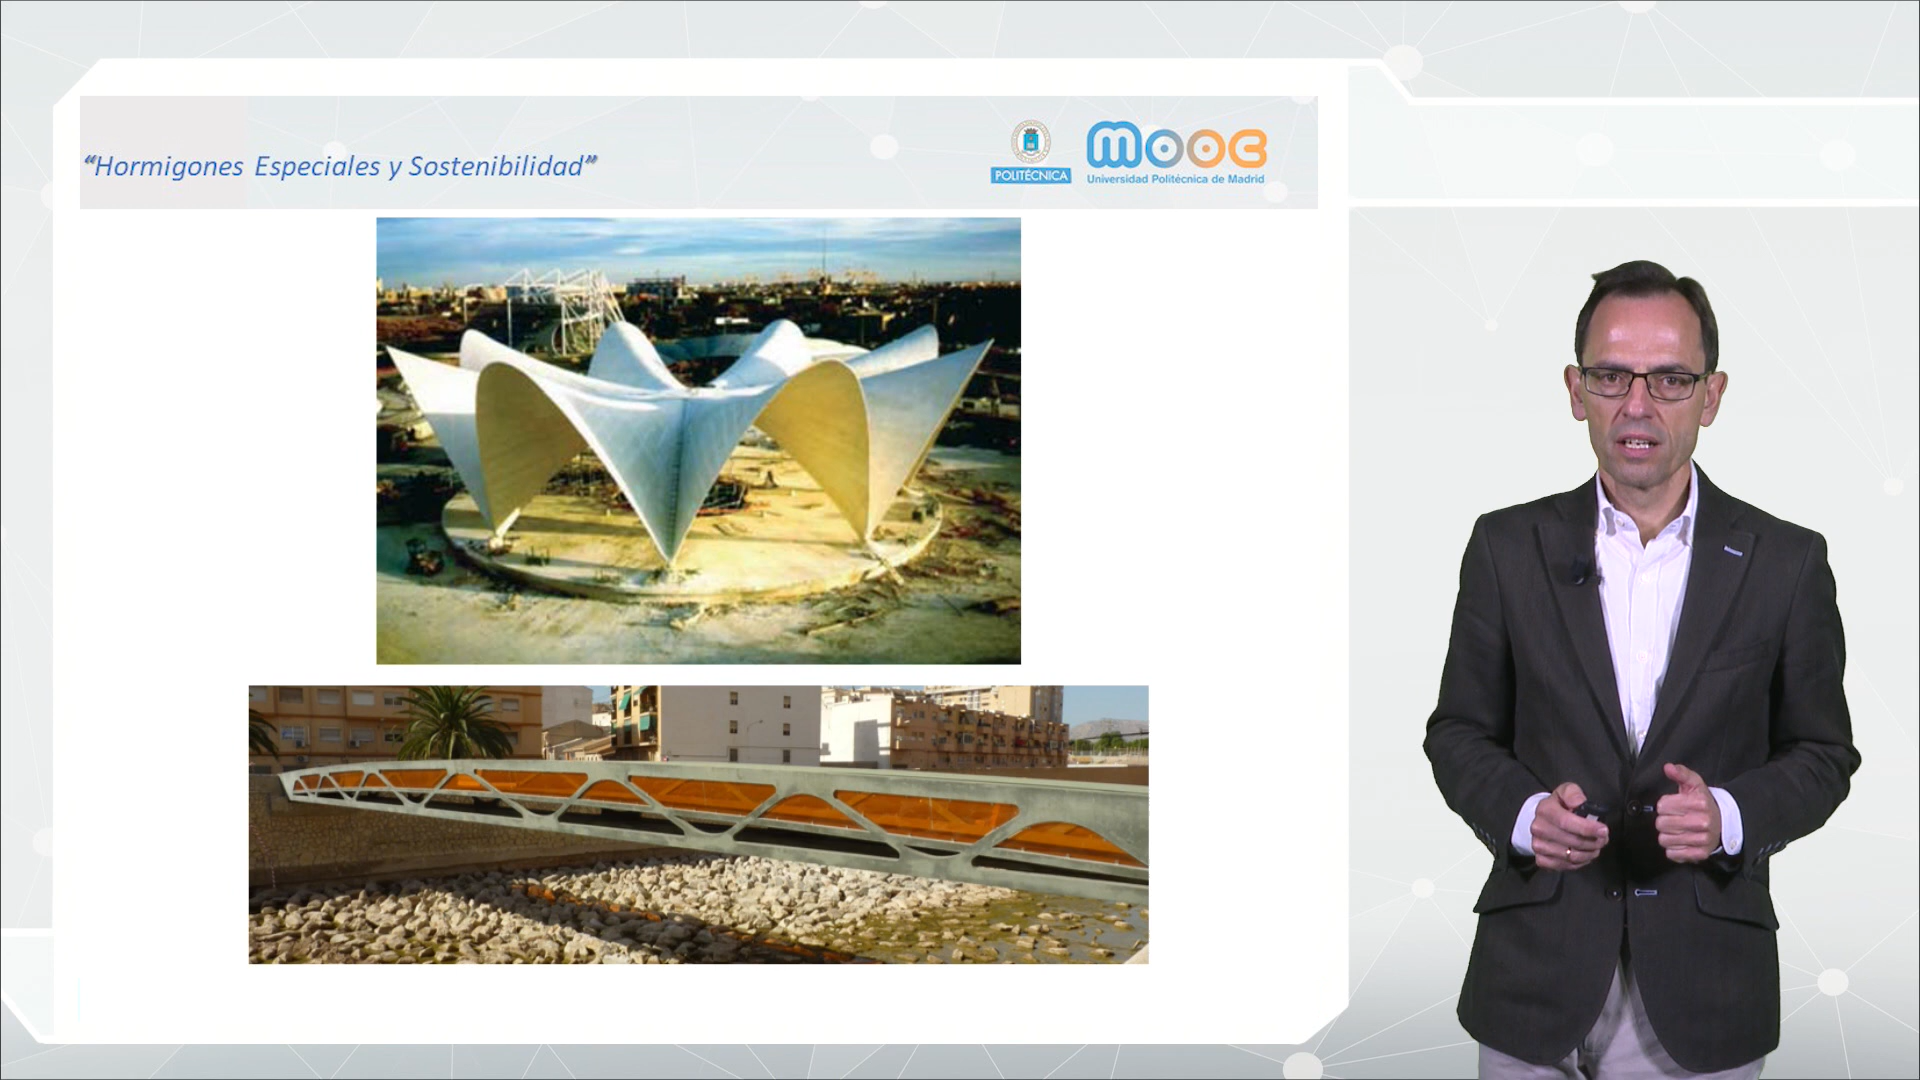 “Hormigones Especiales y Sostenibilidad”
POLITÉCNICA
mooc
Universidad Politécnica de Madrid